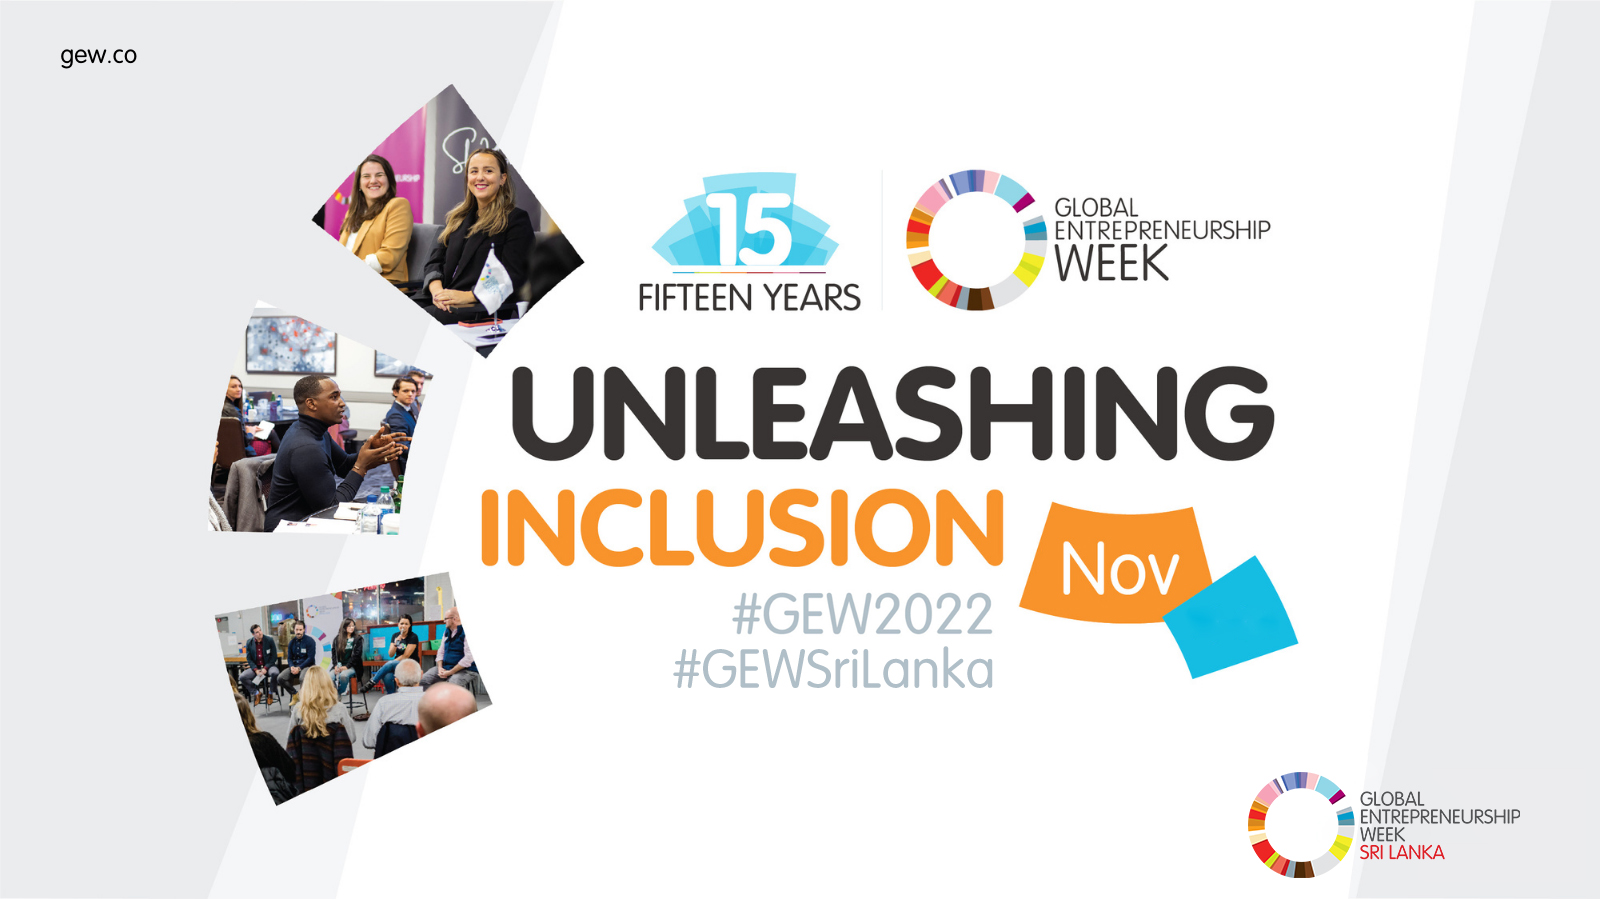 gew.co
15
FIFTEEN YEARS
GLOBAL
ENTREPRENEURSHIP
WEEK
UNLEASHING
INCLUSION
Nov
#GEW2022
#GEWSriLanka
GLOBAL
ENTREPRENEURSHIP
WEEK
SRI LANKA